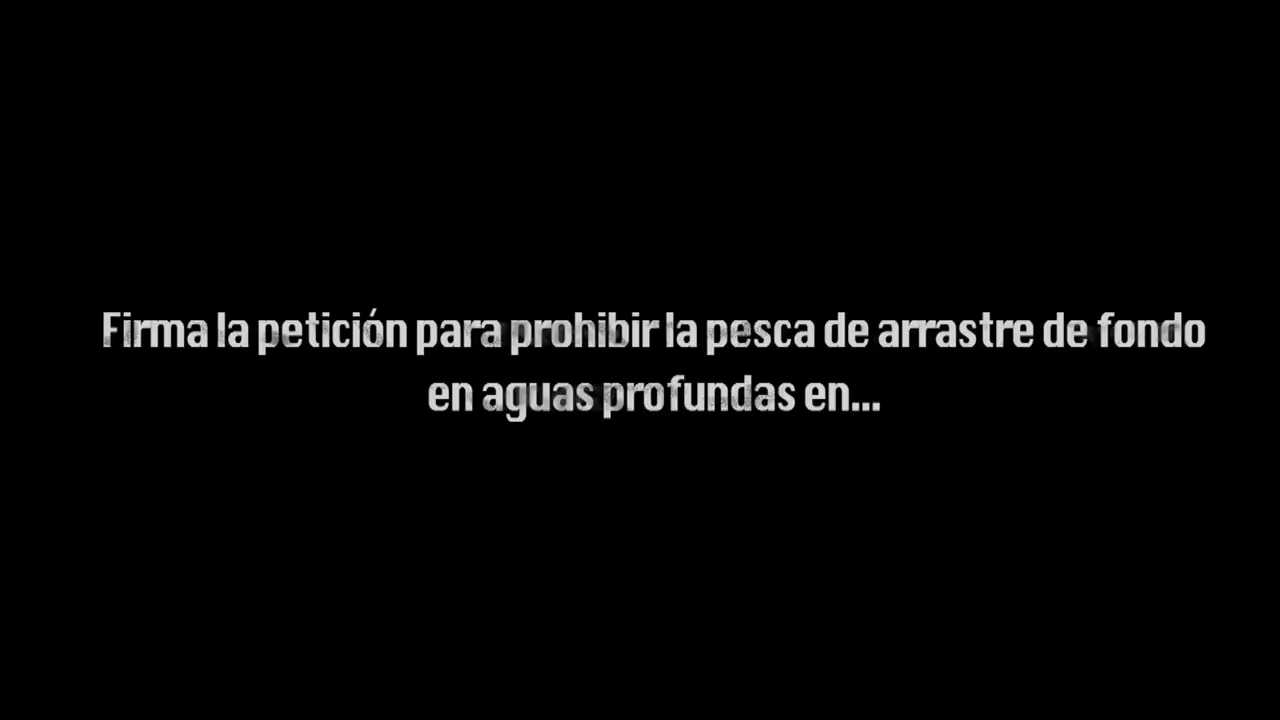 Firma la petición para prohibir la pesca de arrastre de fondo
en aguas profundas en...